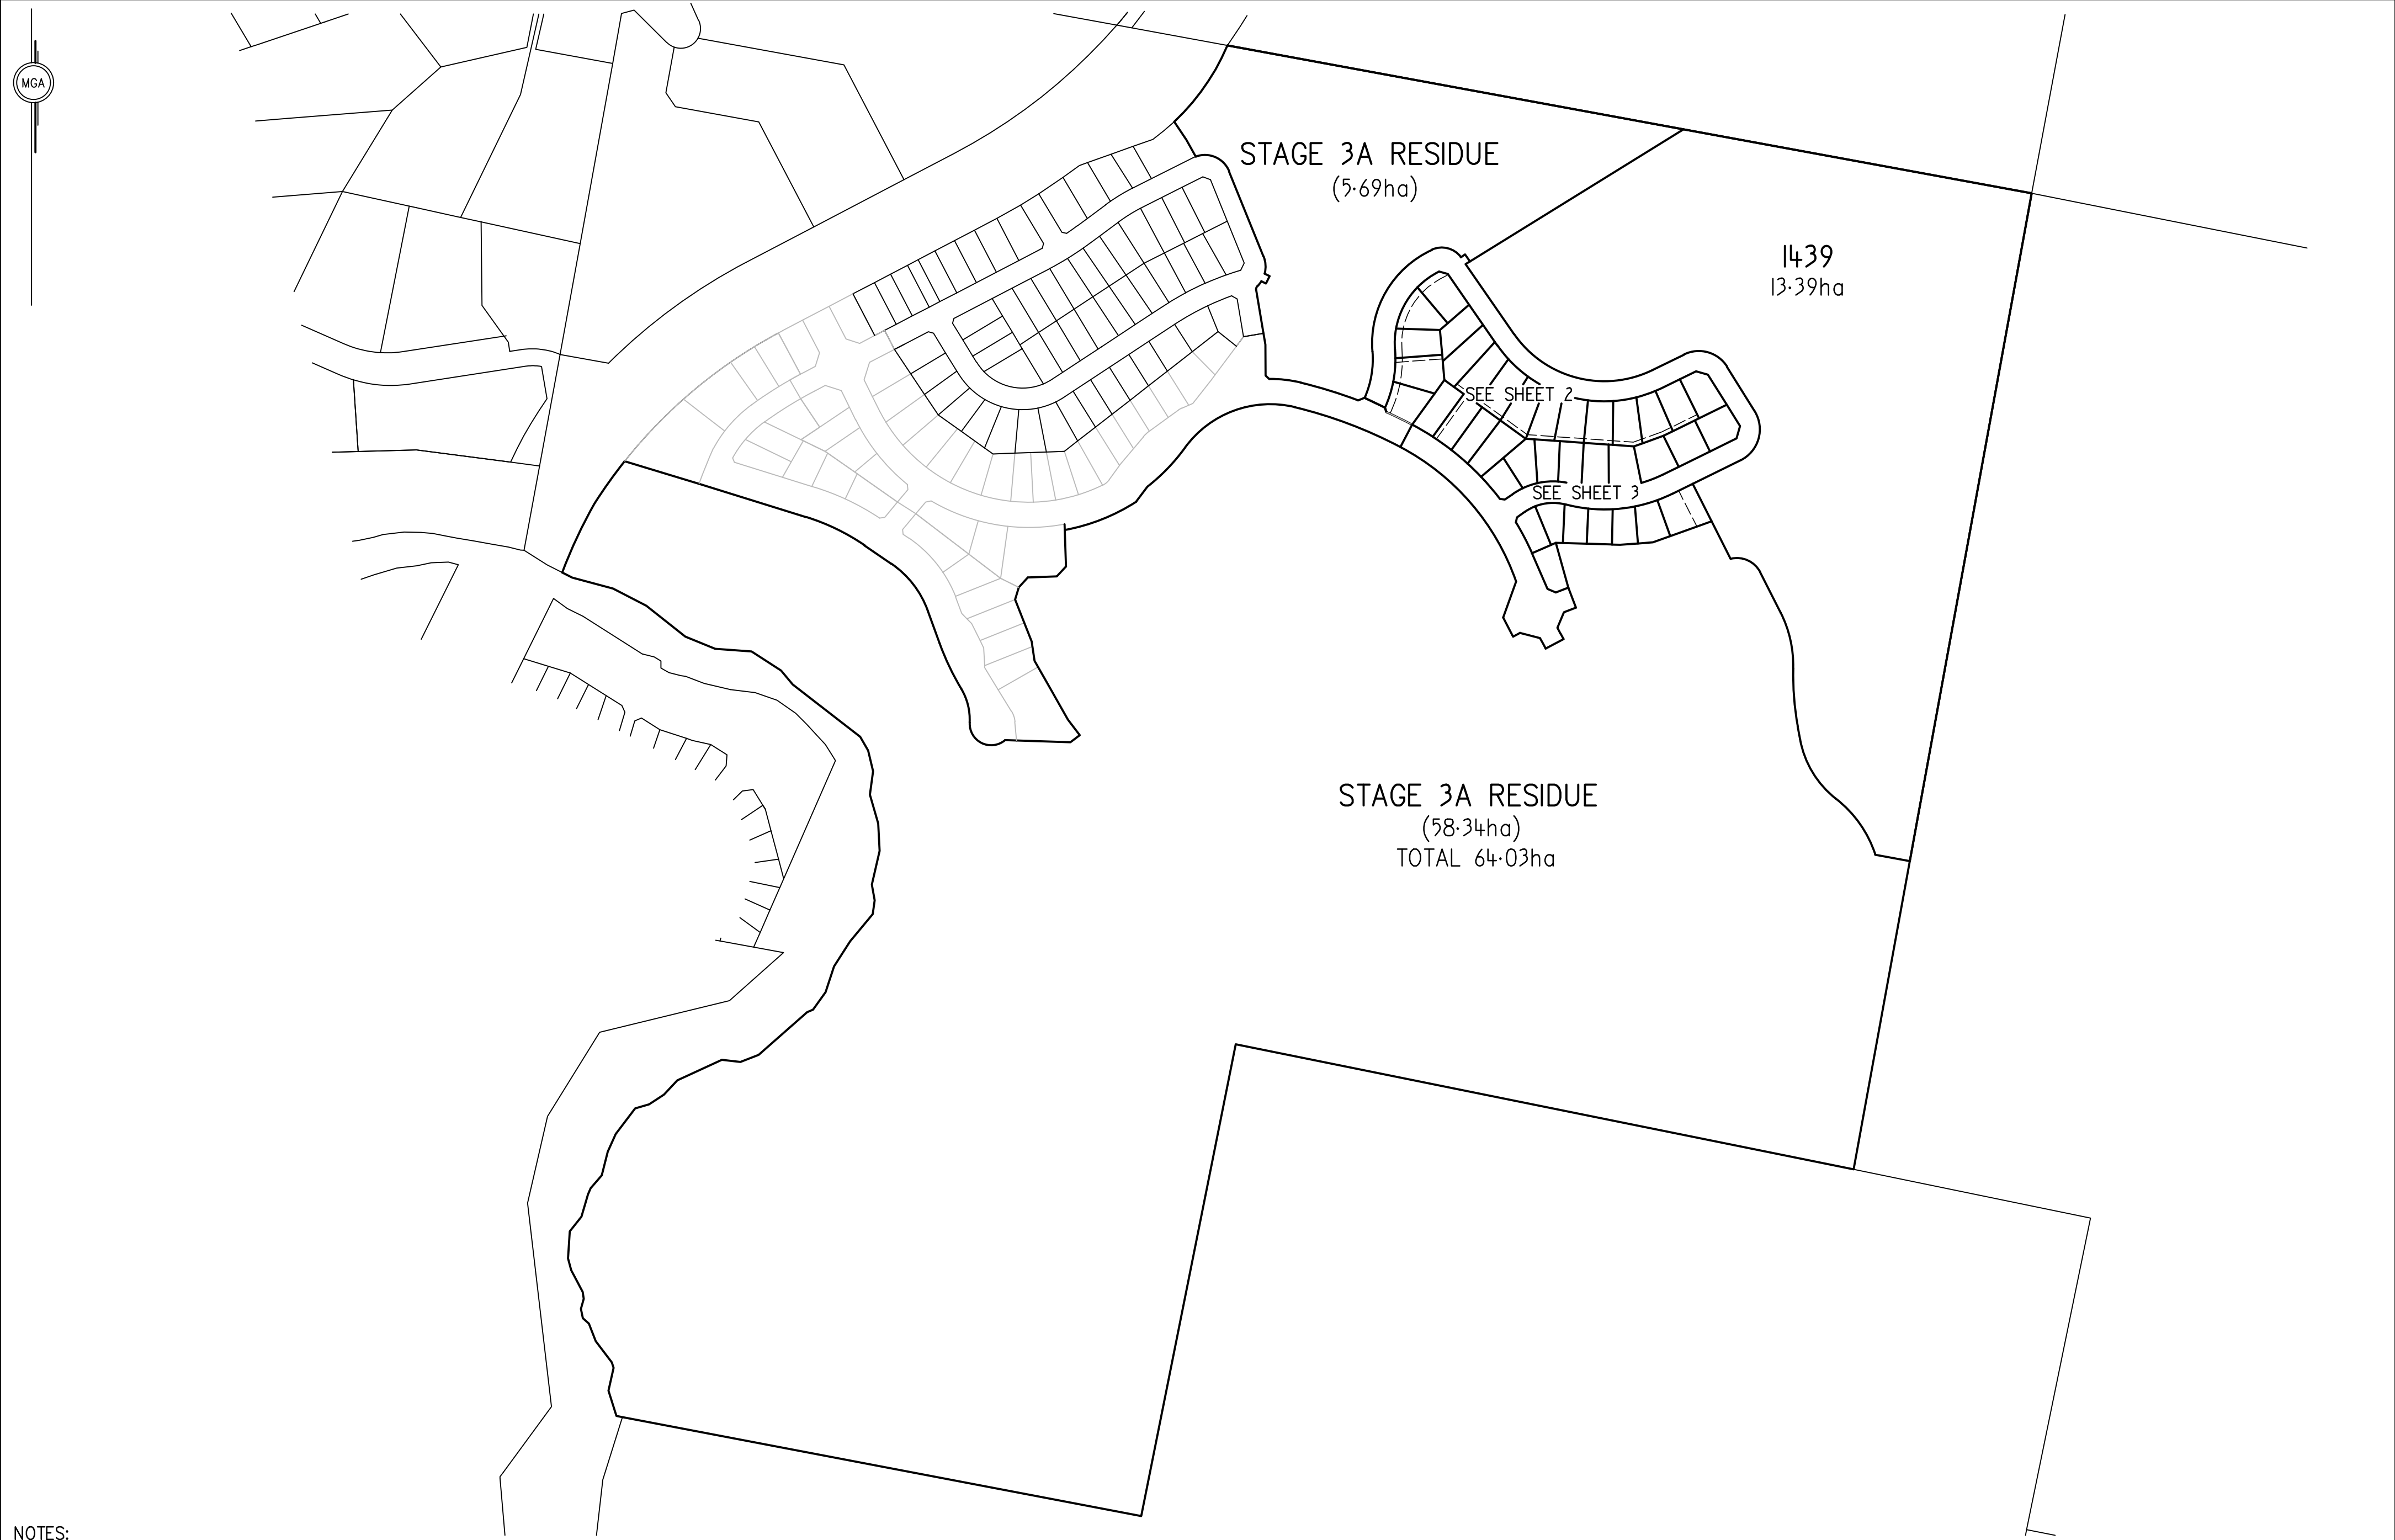 MGA
STAGE 3A RESIDUE
(5·69ha)
1439
13·39ha
SEE SHEET 2
SEE SHEET 3
STAGE 3A RESIDUE
(58·34ha)
TOTAL 64·03ha
NOTES: